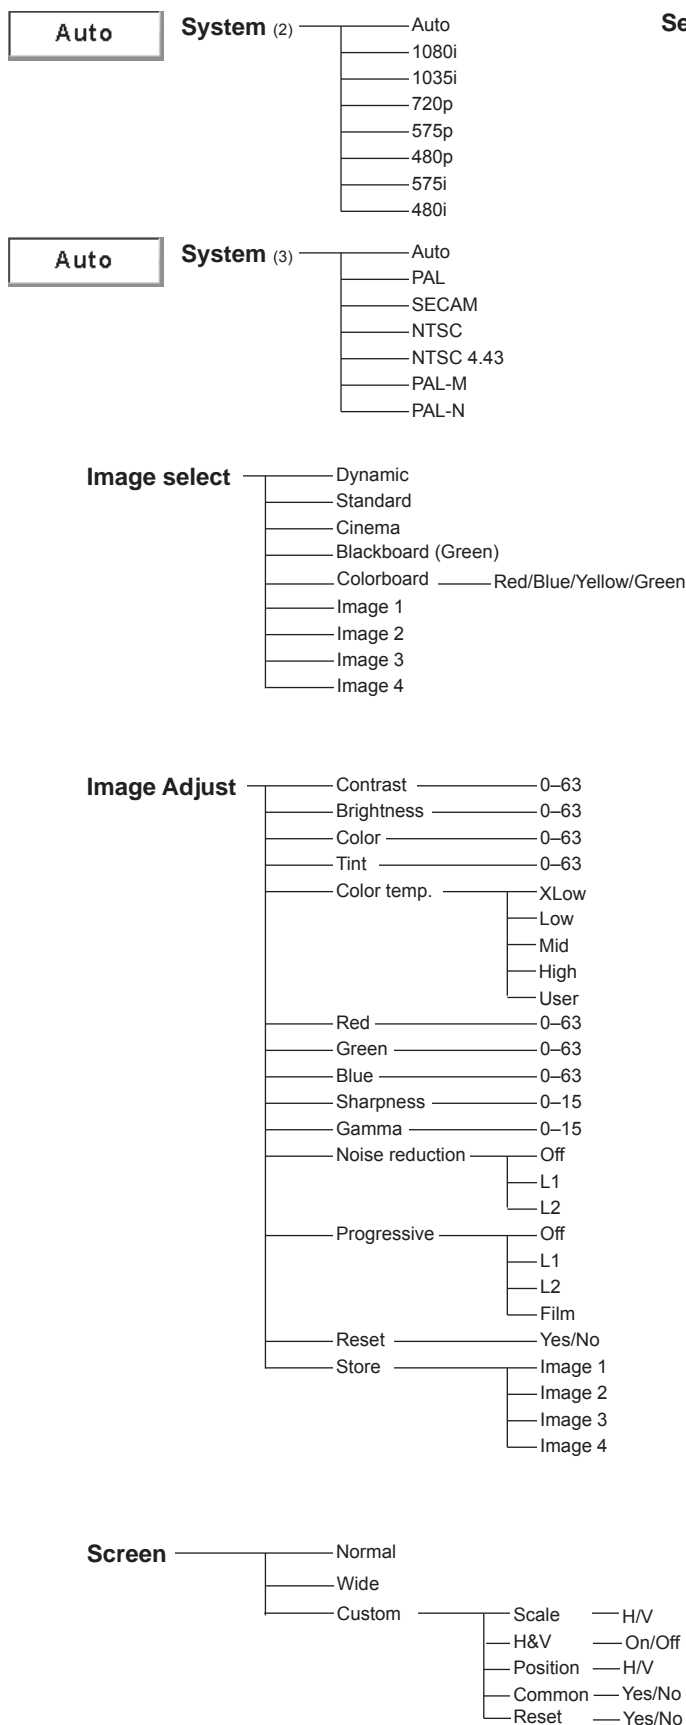 Auto System (2) Auto
1080i
1035i
720p
575p
480p
575i
480i
Auto System (3) Auto
PAL
SECAM
NTSC
NTSC 4.43
PAL-M
PAL-N
Image select Dynamic
Standard
Cinema
Blackboard (Green)
Colorboard Red/Blue/Yellow/Green
Image 1
Image 2
Image 3
Image 4
Image Adjust Contrast 0–63
Brightness 0–63
Color 0–63
Tint 0–63
Color temp. XLow
Low
Mid
High
User
Red 0–63
Green 0–63
Blue 0–63
Sharpness 0–15
Gamma 0–15
Noise reduction Off
L1
L2
Progressive Off
L1
L2
Film
Reset Yes/No
Store Image 1
Image 2
Image 3
Image 4
Screen Normal
Wide
Custom Scale H/V
H&V On/Off
Position H/V
Common Yes/No
Reset Yes/No